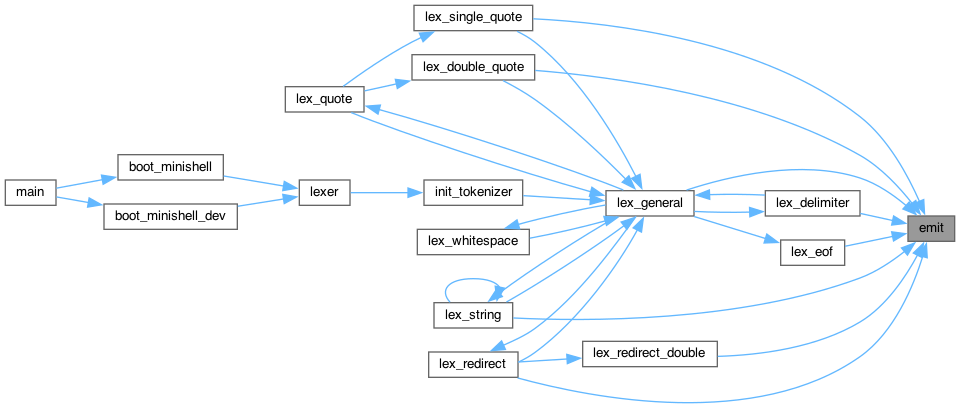 lex_single_quote
lex_double_quote
lex_quote
boot_minishell
main
boot_minishell_dev
lexer
init_tokenizer
lex_general
lex_delimiter
emit
lex_whitespace
lex_eof
lex_string
lex_redirect_double
lex_redirect